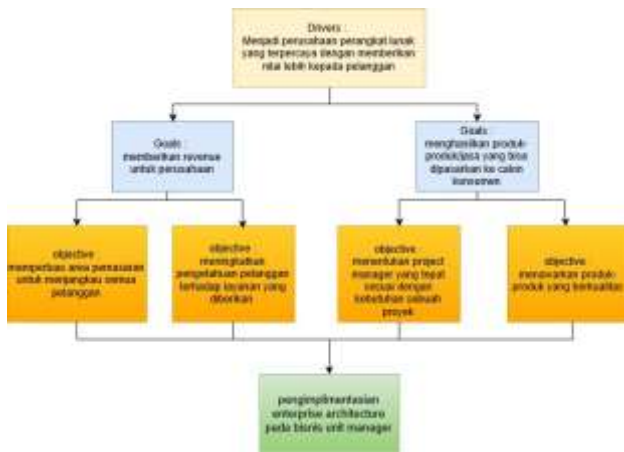 Drivers :
Menjadi perusahaan perangkat lunak
yang terpercaya dengan memberikan
nilai lebih kepada pelanggan
Goals :
memberikan revenue
untuk perusahaan
Goals :
menghasilkan produk-
produk/jasa yang bisa
dipasarkan ke calon
konsumen
objective :
memperluas area pemasaran
untuk menjangkau semua
pelanggan
objective
meningkatkan
pengetahuan pelanggan
terhadap layanan yang
diberikan
objective
menentukan project
manager yang tepat
sesuai dengan
kebutuhan sebuah
proyek
objective
menawarkan produk-
produk yang berkualitas
pengimplimentasian
enterprise architecture
pada bisnis unit manager